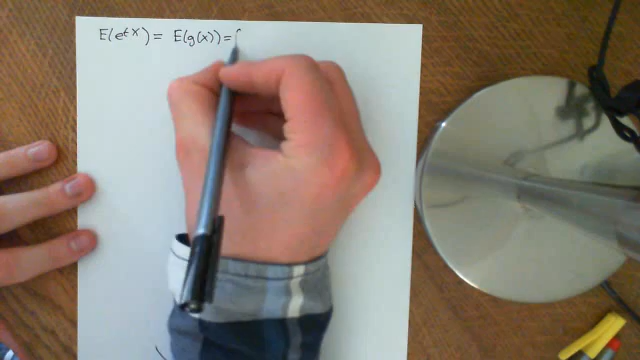 E(e^{tX}) = E(g(x)) =